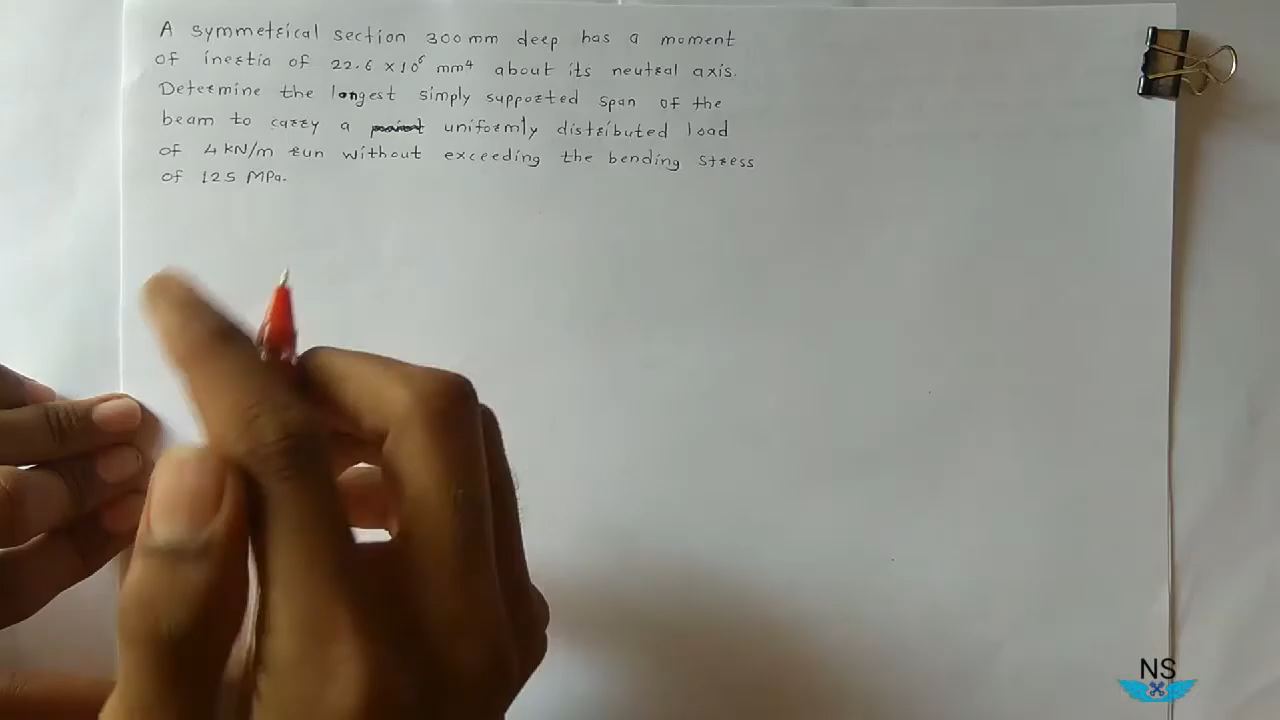 A symmetrical section 300mm deep has a moment
of inertia of 22.6 × 10⁶ mm⁴ about its neutral axis.
Determine the longest simply supported span of the
beam to carry a uniformly distributed load
of 4 kN/m run without exceeding the bending stress
of 125 MPa.
NS